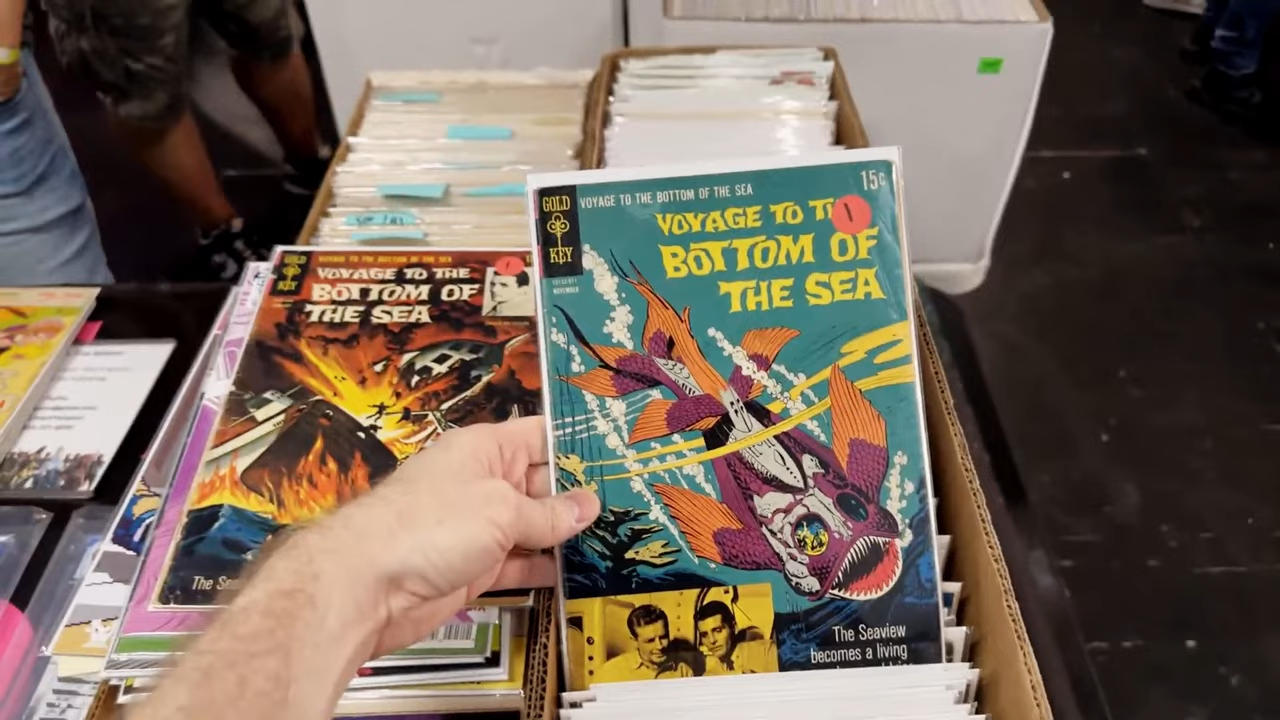 GOLD
KEY
VOYAGE TO THE BOTTOM OF THE SEA
15¢
NOVEMBER
VOYAGE TO T
1
BOTTOM OF
THE SEA
The Seaview
becomes a living
GOLD
KEY
VOYAGE TO THE BOTTOM OF THE SEA
VOYAGE TO THE
BOTTOM OF
THE SEA
The Sea